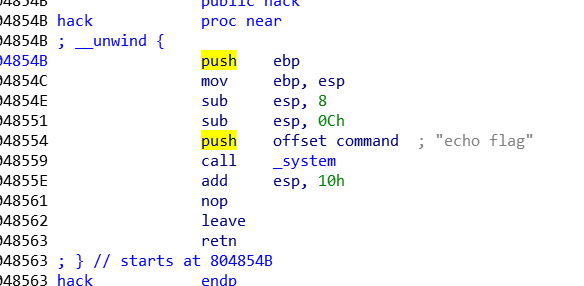 04854B public hack
04854B hack proc near
04854B ; __unwind {
04854B push ebp
04854C mov ebp, esp
04854E sub esp, 8
048551 sub esp, 0Ch
048554 push offset command ; "echo flag"
048559 call _system
04855E add esp, 10h
048561 nop
048562 leave
048563 retn
048563 ; } // starts at 804854B
048563 hack endp